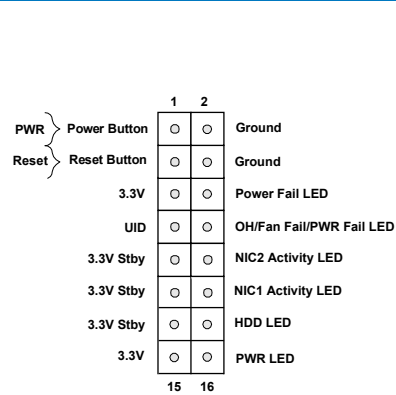 1 2
PWR Power Button Ground
Reset Reset Button Ground
3.3V Power Fail LED
UID OH/Fan Fail/PWR Fail LED
3.3V Stby NIC2 Activity LED
3.3V Stby NIC1 Activity LED
3.3V Stby HDD LED
3.3V PWR LED
15 16